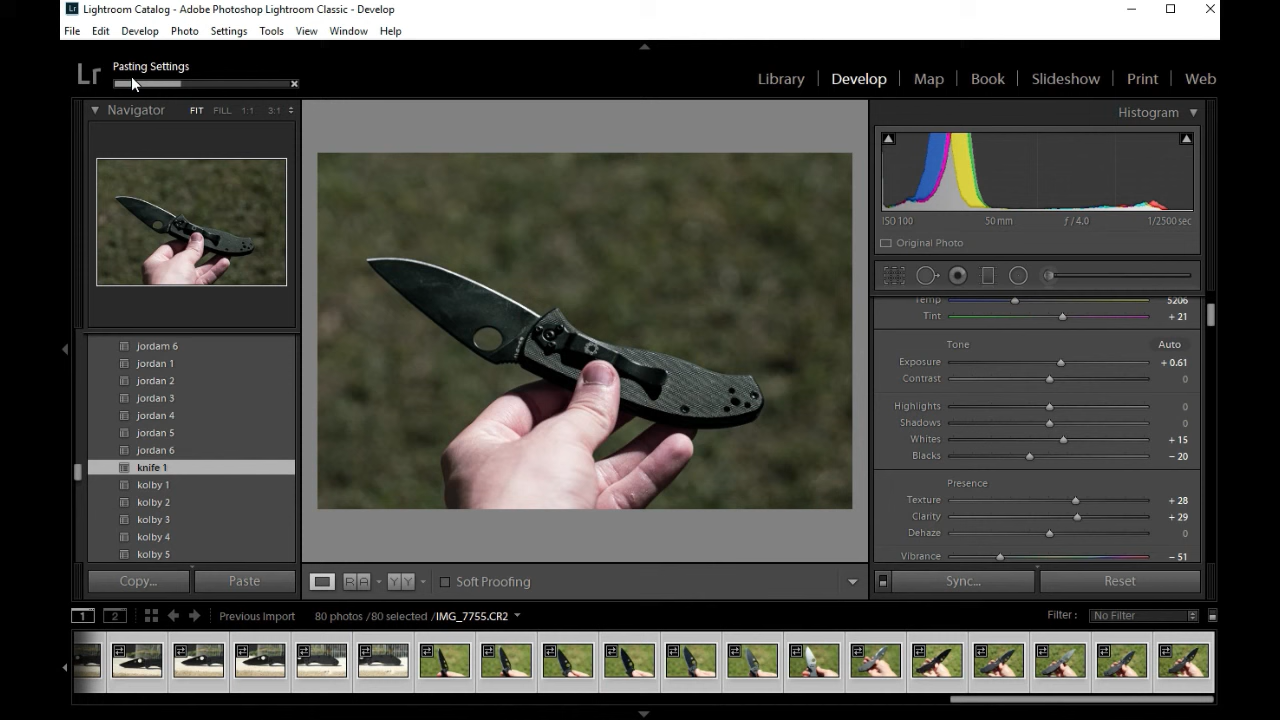 Lr Lightroom Catalog - Adobe Photoshop Lightroom Classic - Develop
File Edit Develop Photo Settings Tools View Window Help
Lr Pasting Settings
Library Develop Map Book Slideshow Print Web
Navigator FIT FILL 1:1 3:1
Histogram
ISO 100 50 mm ƒ / 4.0 1/2500 sec
Original Photo
Temp 5206
Tint + 21
Tone Auto
Exposure + 0.61
Contrast 0
Highlights 0
Shadows 0
Whites + 15
Blacks – 20
Presence
Texture + 28
Clarity + 29
Dehaze 0
Vibrance – 51
jordam 6
jordan 1
jordan 2
jordan 3
jordan 4
jordan 5
jordan 6
knife 1
kolby 1
kolby 2
kolby 3
kolby 4
kolby 5
Copy... Paste
R A Y Y Soft Proofing
Sync... Reset
1 2 Previous Import 80 photos /80 selected /IMG_7755.CR2 Filter : No Filter